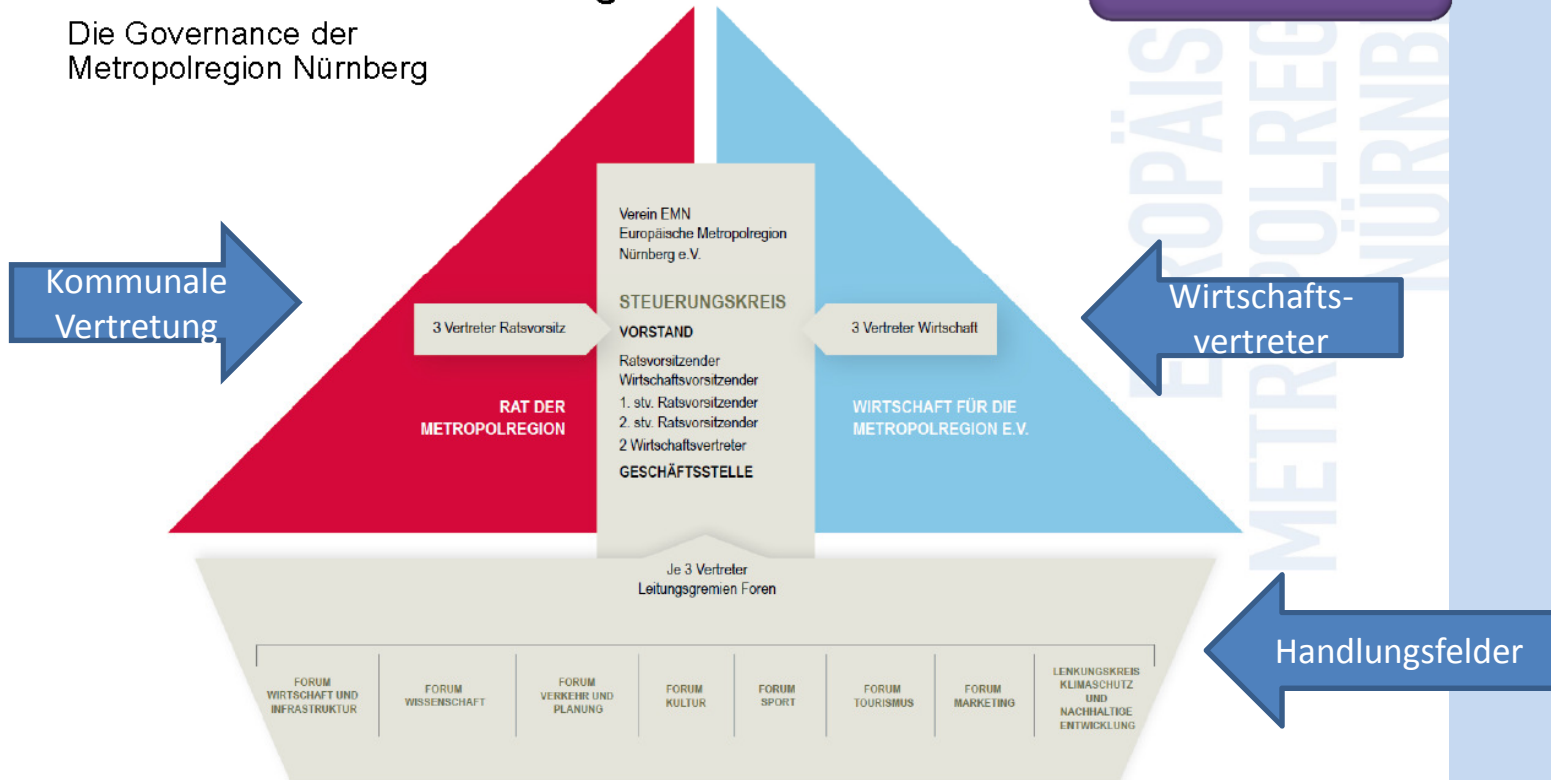 Die Governance der
Metropolregion Nürnberg
Kommunale
Vertretung
Verein EMN
Europäische Metropolregion
Nürnberg e.V.
STEUERUNGSKREIS
VORSTAND
Ratsvorsitzender
Wirtschaftsvorsitzender
1. stv. Ratsvorsitzender
2. stv. Ratsvorsitzender
2 Wirtschaftsvertreter
GESCHÄFTSSTELLE
3 Vertreter Ratsvorsitz
3 Vertreter Wirtschaft
RAT DER
METROPOLREGION
WIRTSCHAFT FÜR DIE
METROPOLREGION E.V.
Wirtschafts-
vertreter
Je 3 Vertreter
Leitungsgremien Foren
Handlungsfelder
FORUM
WIRTSCHAFT UND
INFRASTRUKTUR
FORUM
WISSENSCHAFT
FORUM
VERKEHR UND
PLANUNG
FORUM
KULTUR
FORUM
SPORT
FORUM
TOURISMUS
FORUM
MARKETING
LENKUNGSKREIS
KLIMASCHUTZ
UND
NACHHALTIGE
ENTWICKLUNG